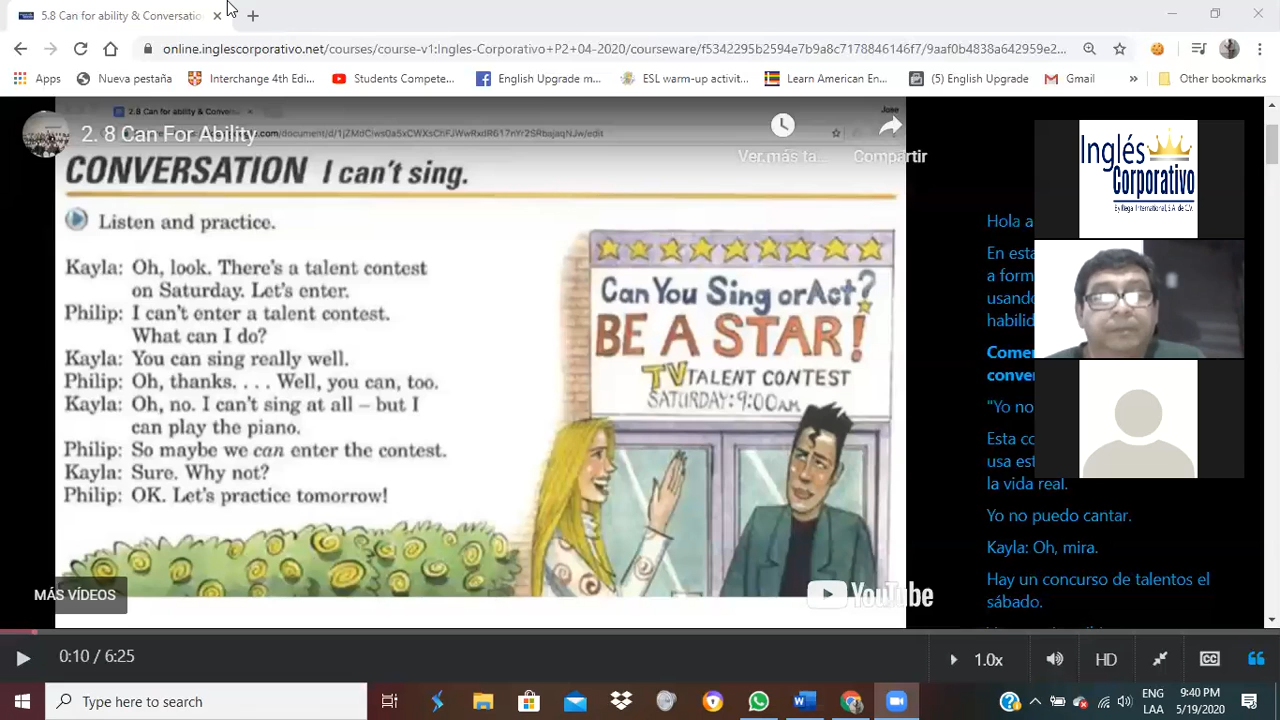 5.8 Can for ability & Conversatio
online.inglescorporativo.net/courses/course-v1:Ingles-Corporativo+P2+04-2020/courseware/f5342295b2594e7b9a8c7178846146f7/9aaf0b4838a642959e2...
Apps Nueva pestaña Interchange 4th Edi... Students Compete... English Upgrade m... ESL warm-up activit... Learn American En... (5) English Upgrade Gmail » Other bookmarks
2.8 Can for ability & Conve
Jose
2. 8 Can For Ability
Ver más ta...
Compartir
CONVERSATION I can't sing.
Listen and practice.
Kayla: Oh, look. There's a talent contest
on Saturday. Let's enter.
Philip: I can't enter a talent contest.
What can I do?
Kayla: You can sing really well.
Philip: Oh, thanks. . . . Well, you can, too.
Kayla: Oh, no. I can't sing at all – but I
can play the piano.
Philip: So maybe we can enter the contest.
Kayla: Sure. Why not?
Philip: OK. Let's practice tomorrow!
Can You Sing or Act?
BE A STAR!
TV TALENT CONTEST
SATURDAY: 9:00 AM
MÁS VÍDEOS
YouTube
Inglés
Corporativo
Hola a
En esta
a form
usando
habilid
Come
conve
"Yo no
Esta co
usa est
la vida real.
Yo no puedo cantar.
Kayla: Oh, mira.
Hay un concurso de talentos el
sábado.
0:10 / 6:25
1.0x
HD
Type here to search
ENG
LAA
9:40 PM
5/19/2020